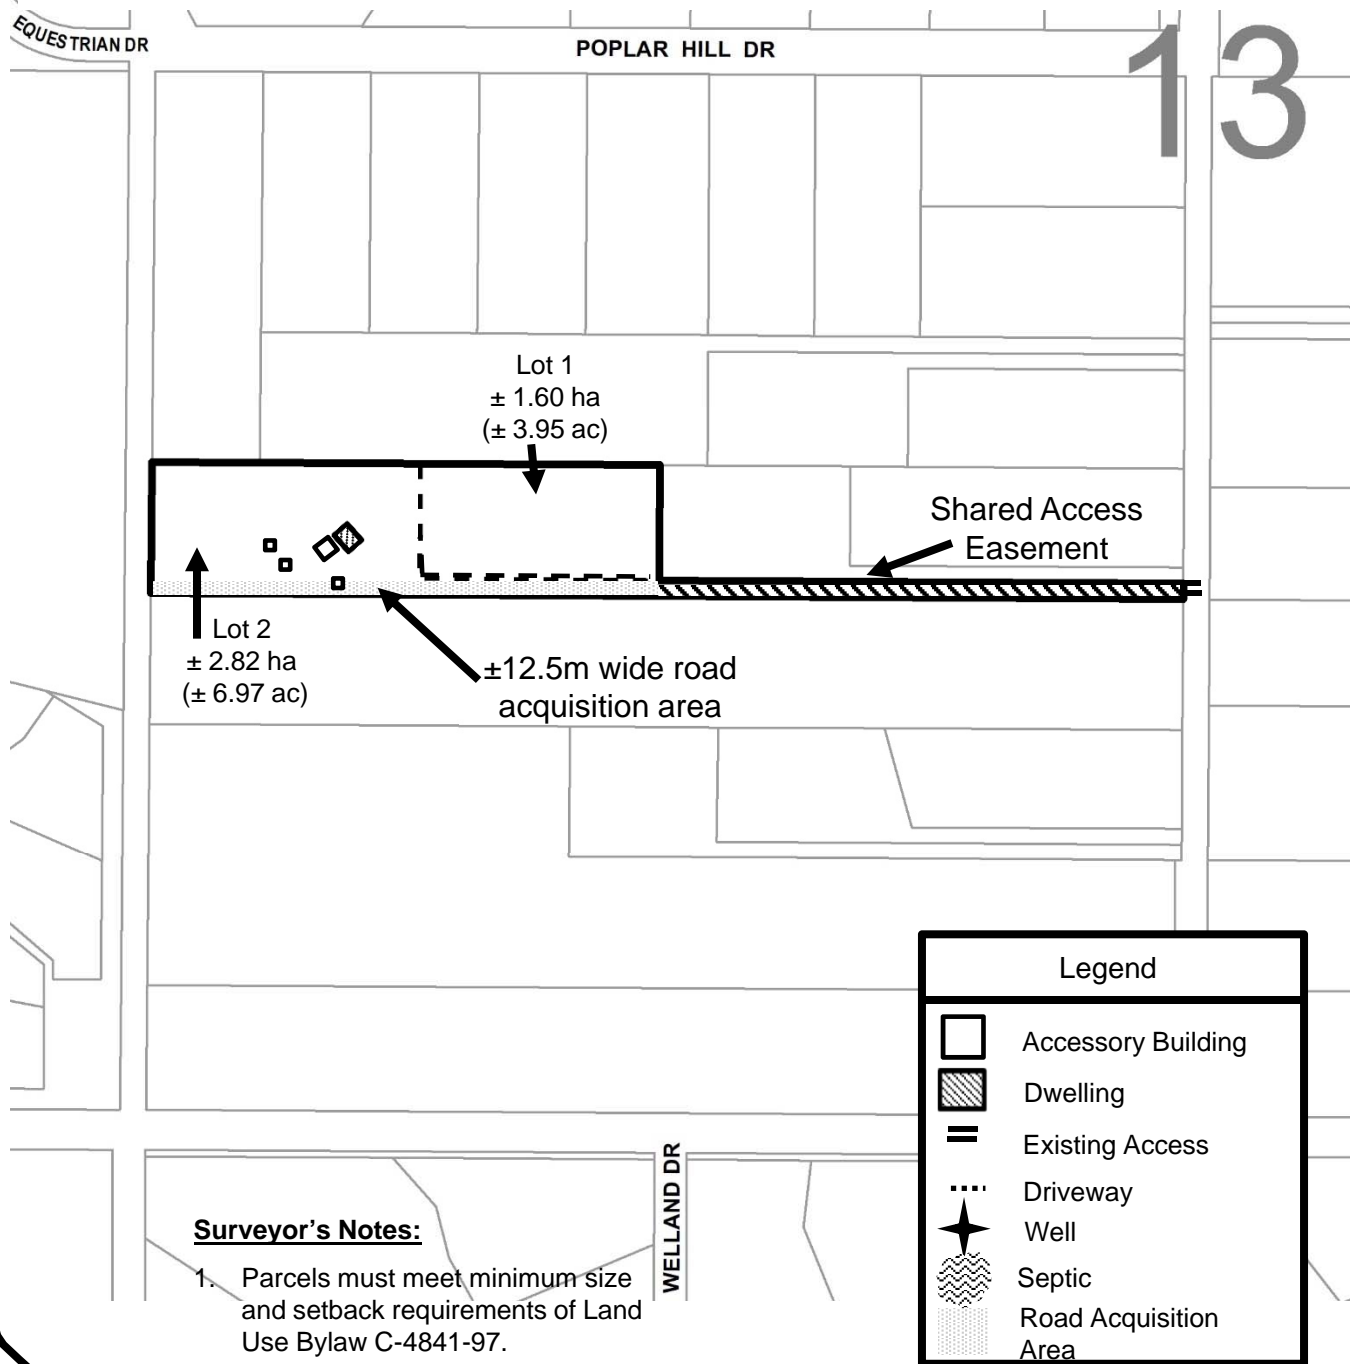 EQUESTRIAN DR
POPLAR HILL DR
13
Lot 1
± 1.60 ha
(± 3.95 ac)
Shared Access
Easement
Lot 2
± 2.82 ha
(± 6.97 ac)
±12.5m wide road
acquisition area
WELLAND DR
Surveyor's Notes:
1. Parcels must meet minimum size
and setback requirements of Land
Use Bylaw C-4841-97.
Legend
Accessory Building
Dwelling
Existing Access
Driveway
Well
Septic
Road Acquisition
Area